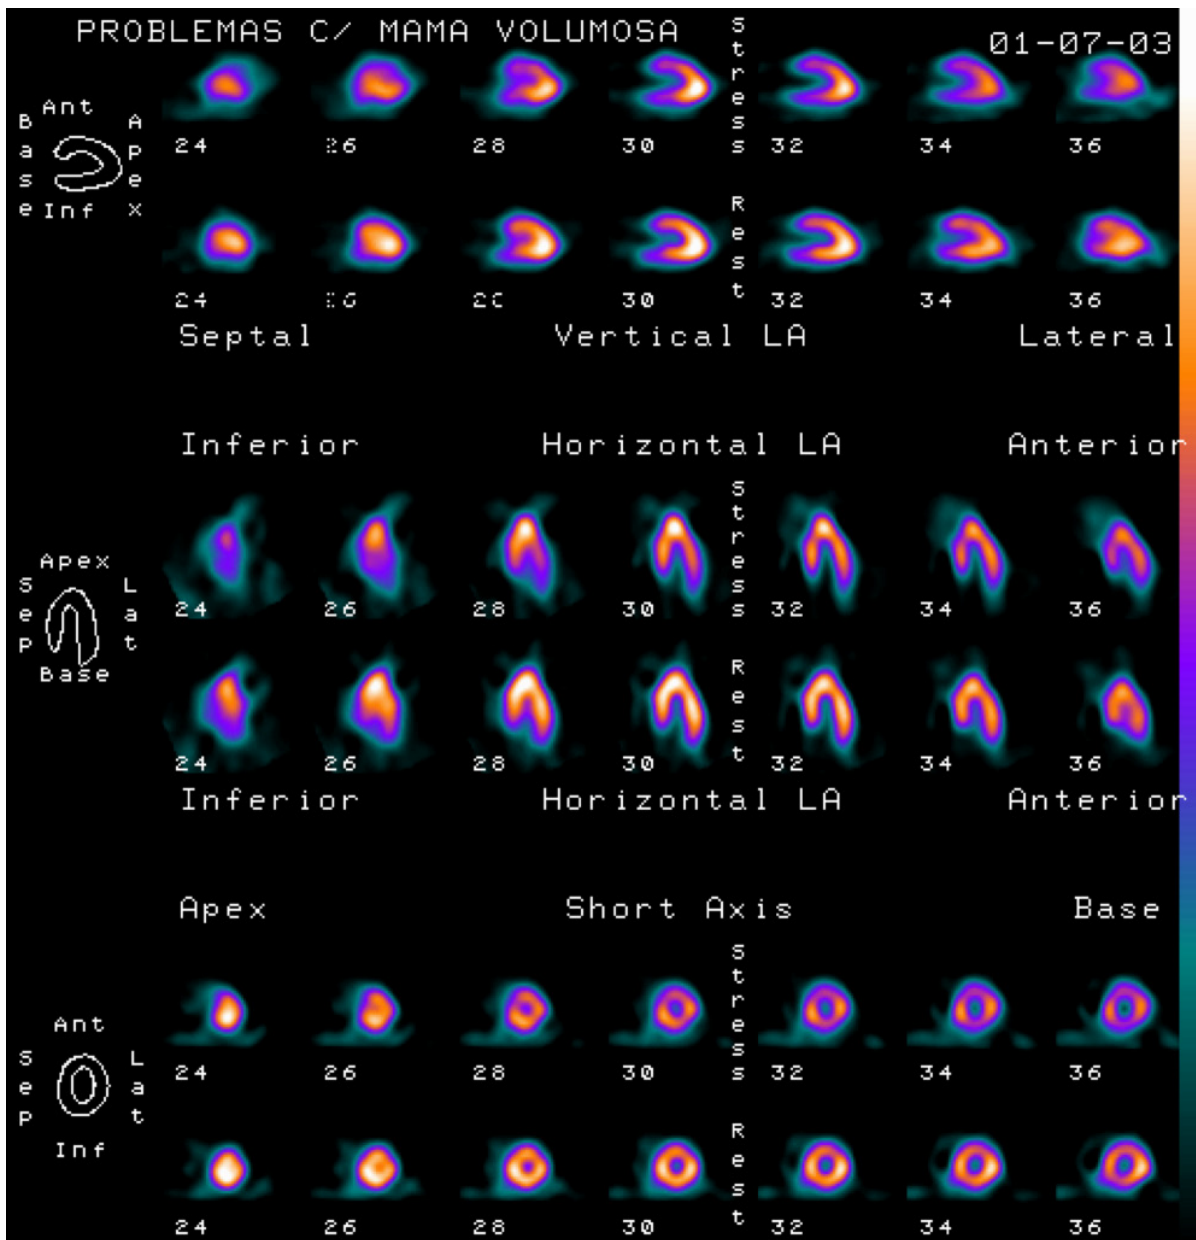 PROBLEMAS C/ MAMA VOLUMOSA
01-07-03
Stress
Ant
Base
Apex
Inf
24 26 28 30 32 34 36
Rest
24 30 32 34 36
Septal Vertical LA Lateral
Inferior Horizontal LA Anterior
Stress
Apex
Sep
Lat
Base
24 26 28 30 32 34 36
Rest
24 26 28 30 32 34 36
Inferior Horizontal LA Anterior
Apex Short Axis Base
Stress
Ant
Sep
Lat
Inf
24 26 28 30 32 34 36
Rest
24 26 28 30 32 34 36